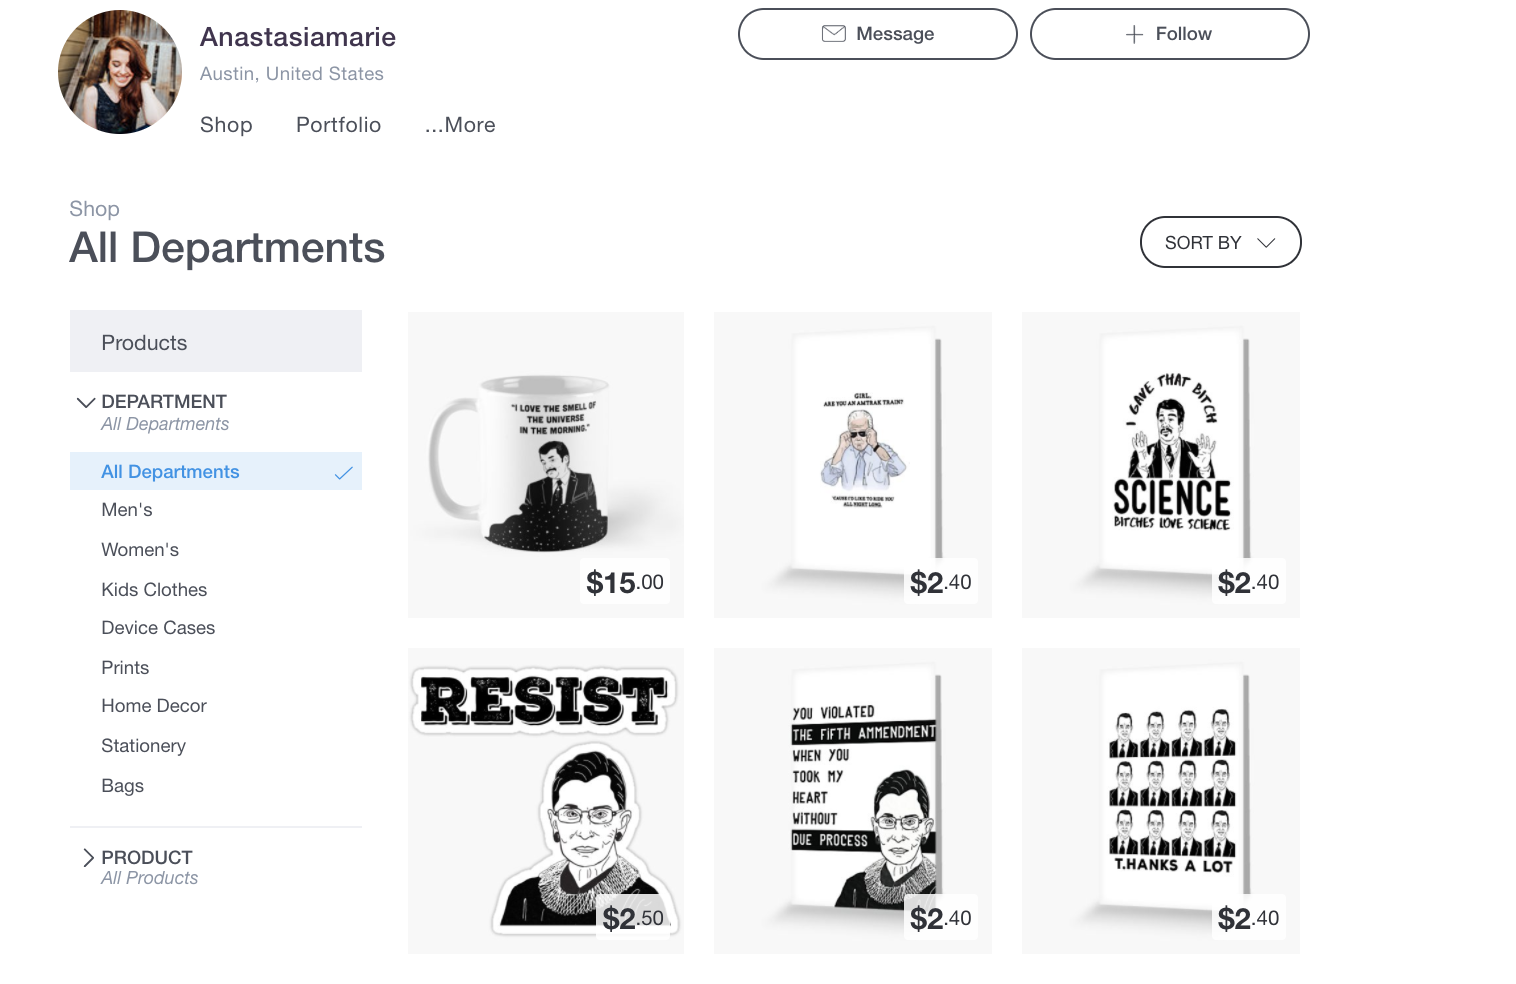 Anastasiamarie
Austin, United States
Message
Follow
Shop
Portfolio
...More
Shop
All Departments
SORT BY
Products
DEPARTMENT
All Departments
All Departments
Men's
Women's
Kids Clothes
Device Cases
Prints
Home Decor
Stationery
Bags
PRODUCT
All Products
"I LOVE THE SMELL OF
THE UNIVERSE
IN THE MORNING."
$15.00
GIRL,
ARE YOU AN AMTRAK TRAIN?
'CAUSE I'D LIKE TO RIDE YOU
ALL NIGHT LONG.
$2.40
I GAVE THAT BITCH
SCIENCE
BITCHES LOVE SCIENCE
$2.40
RESIST
$2.50
YOU VIOLATED
THE FIFTH AMMENDMENT
WHEN YOU
TOOK MY
HEART
WITHOUT
DUE PROCESS
$2.40
T.HANKS A LOT
$2.40